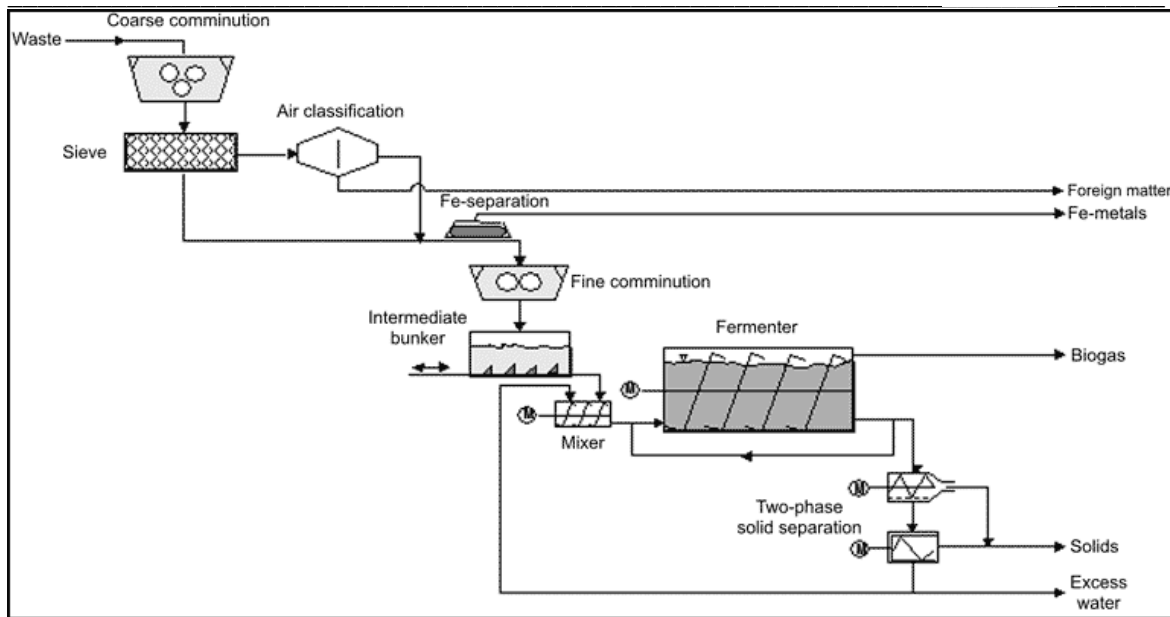 Coarse comminution
Waste
Air classification
Sieve
Foreign matter
Fe-separation
Fe-metals
Fine comminution
Intermediate
bunker
Fermenter
Biogas
M
M
Mixer
M
Two-phase
solid separation
M
Solids
Excess
water